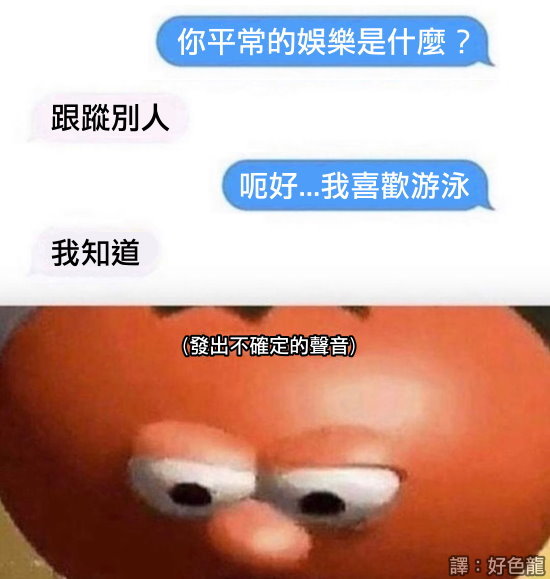 你平常的娛樂是什麼？
跟蹤別人
呃好...我喜歡游泳
我知道
(發出不確定的聲音)
譯：好色龍